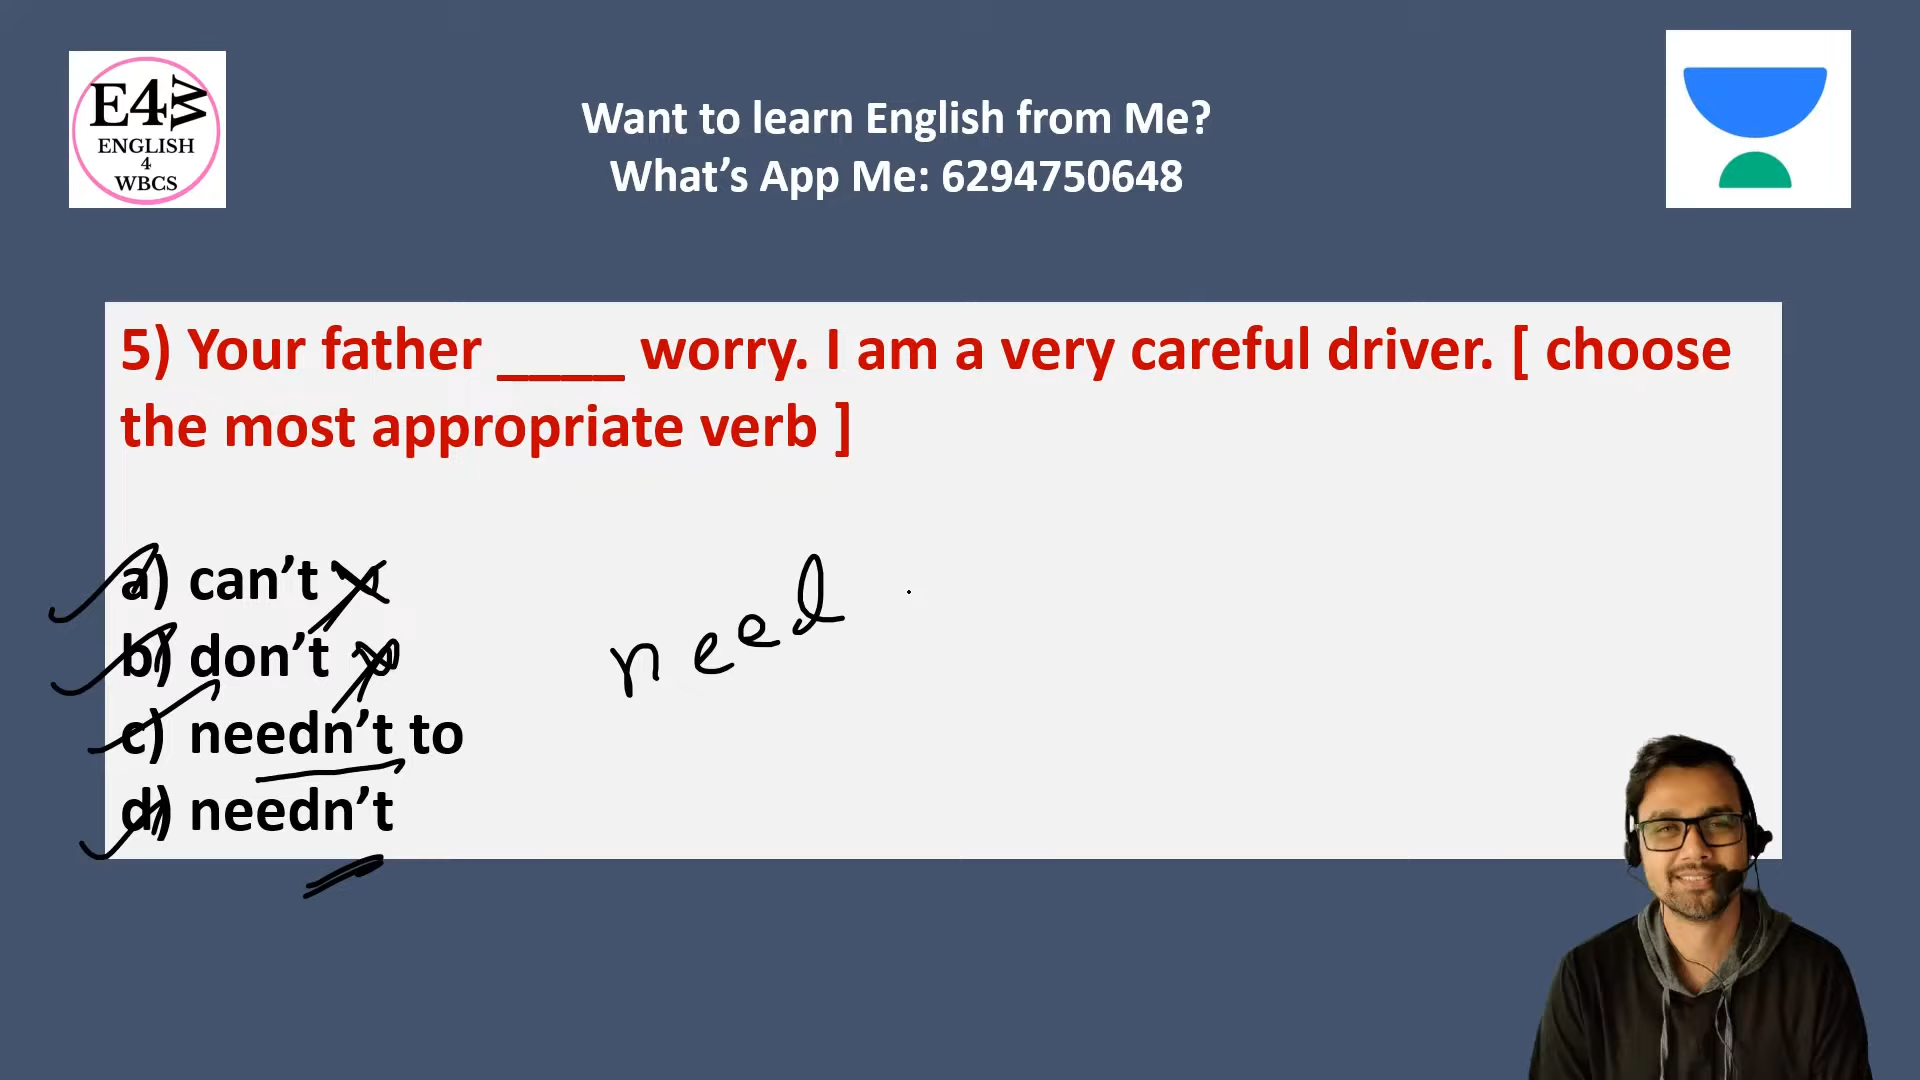 E4
W
W
ENGLISH
4
WBCS
Want to learn English from Me?
What's App Me: 6294750648
5) Your father ____ worry. I am a very careful driver. [ choose
the most appropriate verb ]
a) can't
b) don't
c) needn't to
d) needn't
need